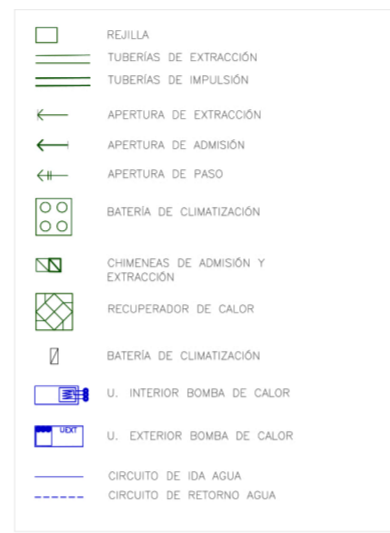 REJILLA
TUBERÍAS DE EXTRACCIÓN
TUBERÍAS DE IMPULSIÓN
APERTURA DE EXTRACCIÓN
APERTURA DE ADMISIÓN
APERTURA DE PASO
BATERÍA DE CLIMATIZACIÓN
CHIMENEAS DE ADMISIÓN Y
EXTRACCIÓN
RECUPERADOR DE CALOR
BATERÍA DE CLIMATIZACIÓN
U. INTERIOR BOMBA DE CALOR
UEXT
U. EXTERIOR BOMBA DE CALOR
CIRCUITO DE IDA AGUA
CIRCUITO DE RETORNO AGUA